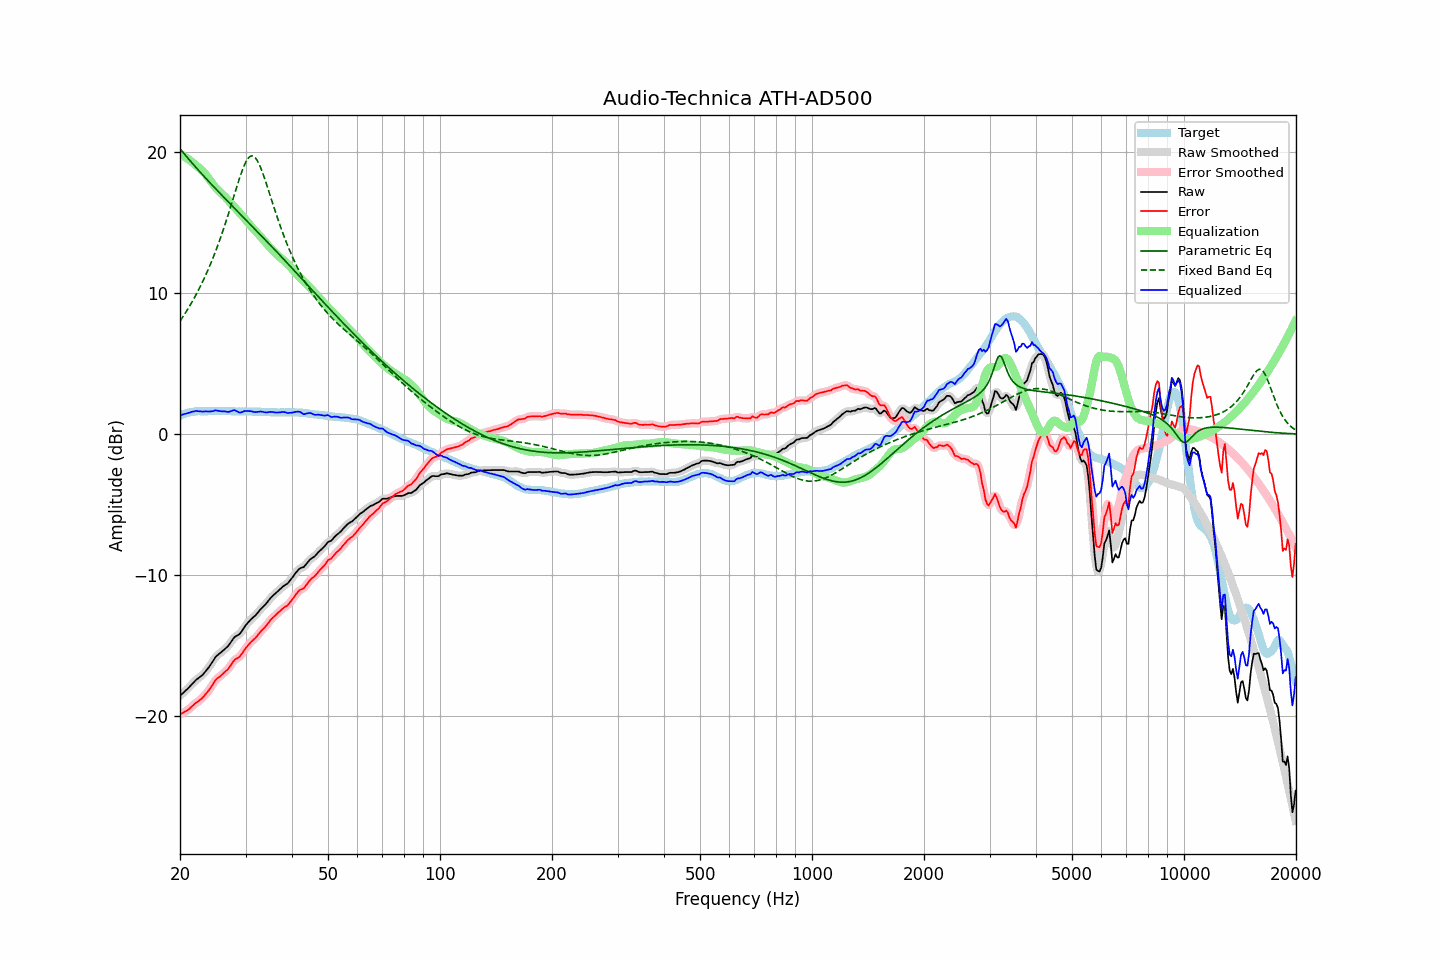 Audio-Technica ATH-AD500
Target
Raw Smoothed
Error Smoothed
Raw
Error
Equalization
Parametric Eq
Fixed Band Eq
Equalized
Amplitude (dBr)
20
10
0
−10
−20
20 50 100 200 500 1000 2000 5000 10000 20000
Frequency (Hz)